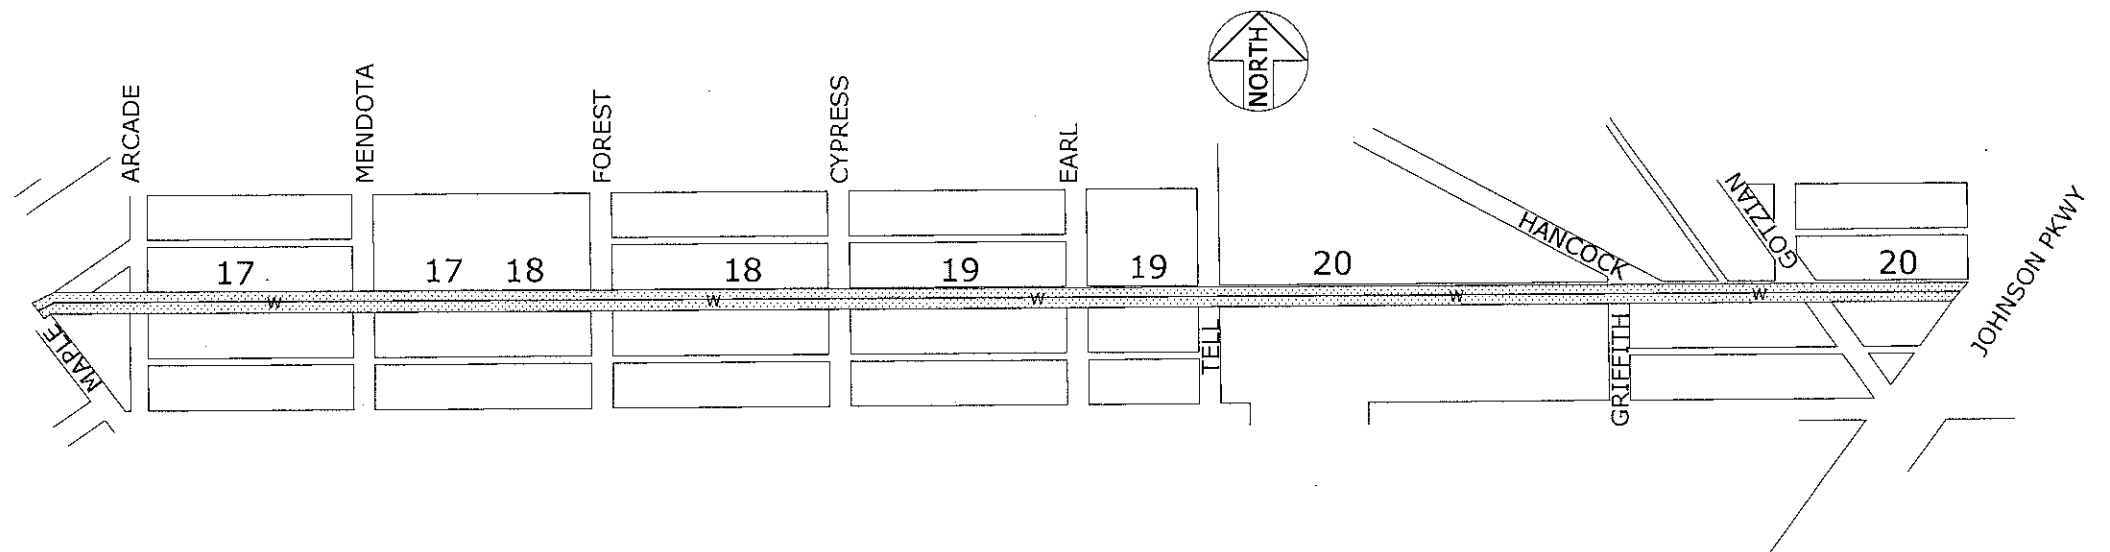 NORTH
ARCADE
MENDOTA
FOREST
CYPRESS
EARL
HANCOCK
GOTZIAN
JOHNSON PKWY
17
17 18
18
19
19
20
20
W
W
W
W
W
MAPLE
TELL
GRIFFITH